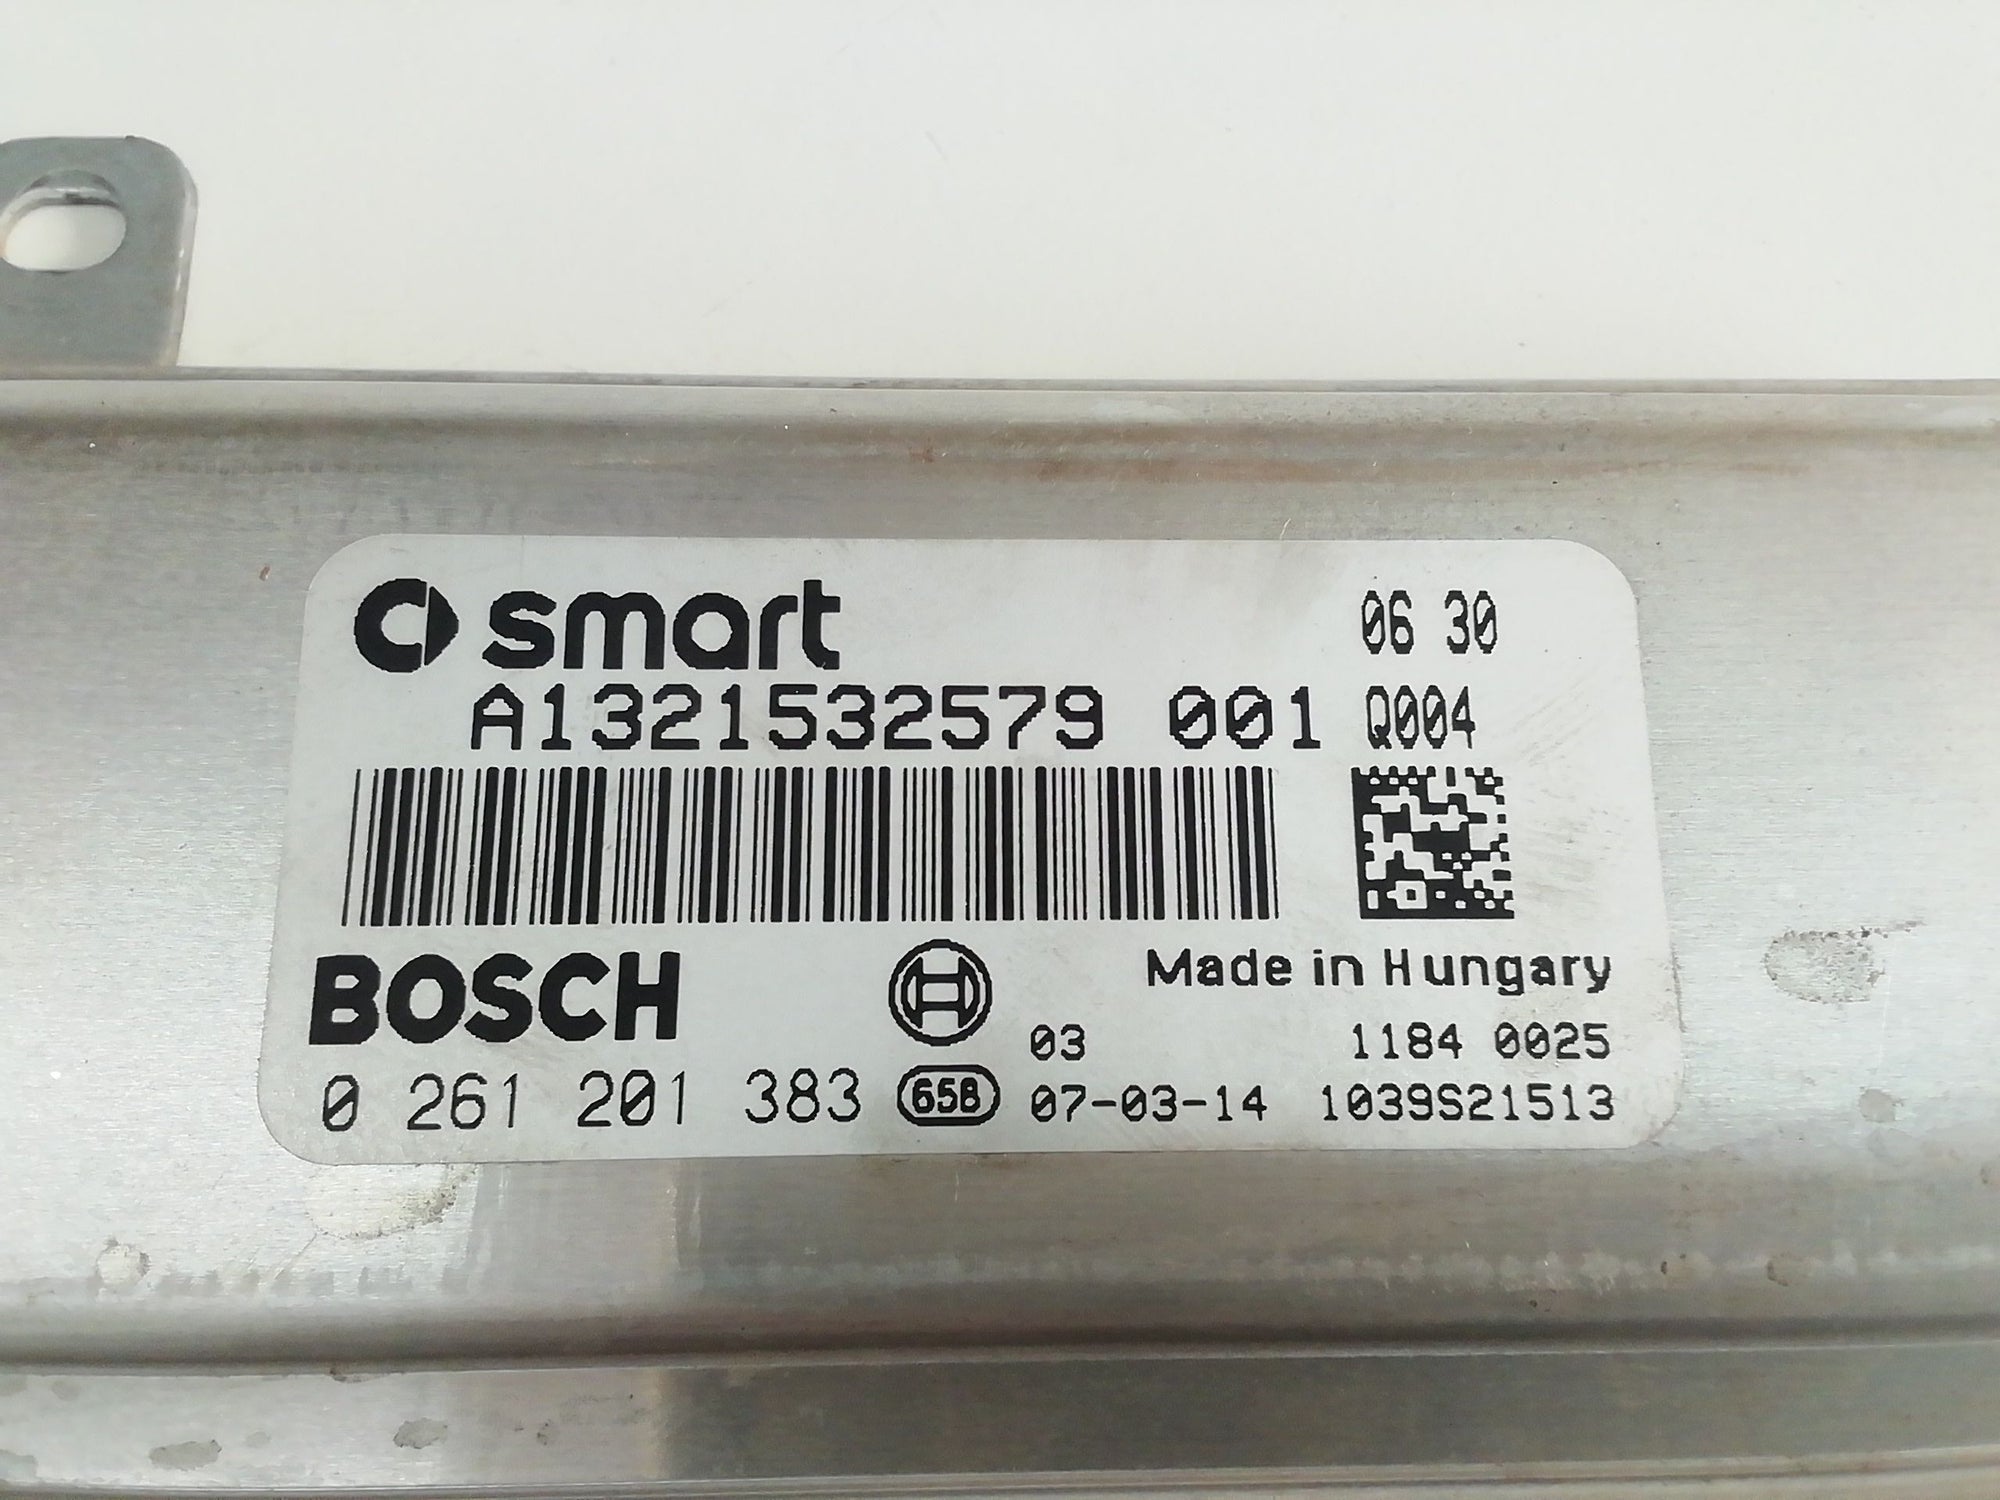 smart 06 30
A1321532579 001 Q004
BOSCH Made in Hungary
03 1184 0025
0 261 201 383 658 07-03-14 1039S21513